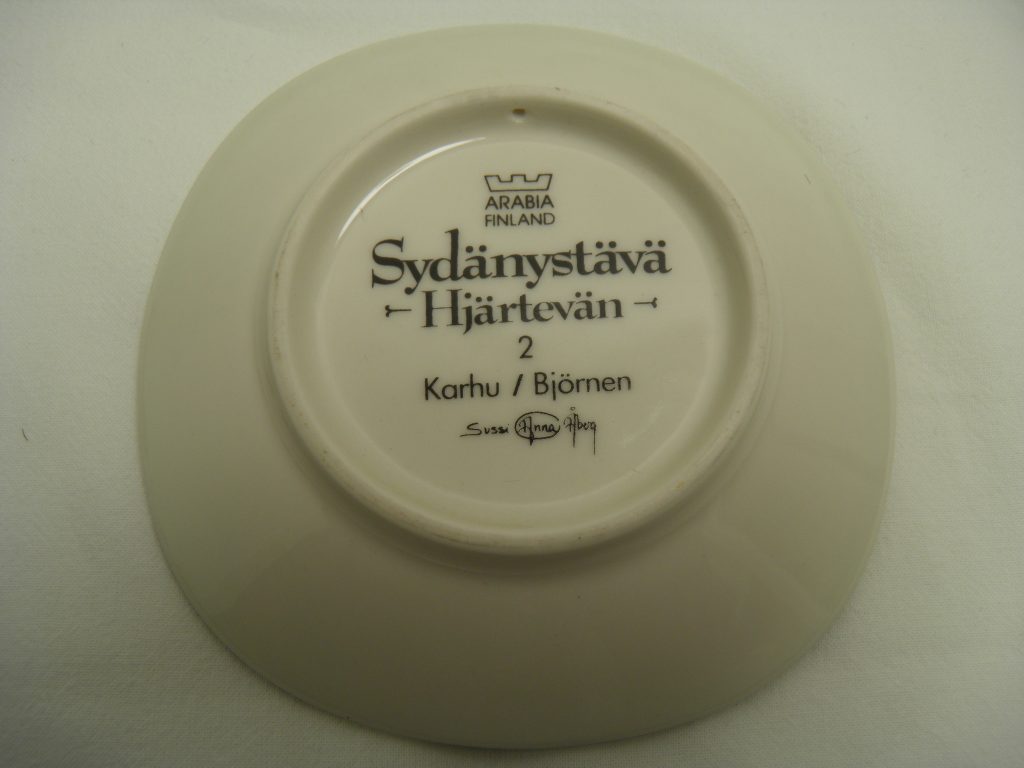 ARABIA
FINLAND
Sydänystävä
Hjärtevän
2
Karhu / Björnen
Sussi Anna Åberg